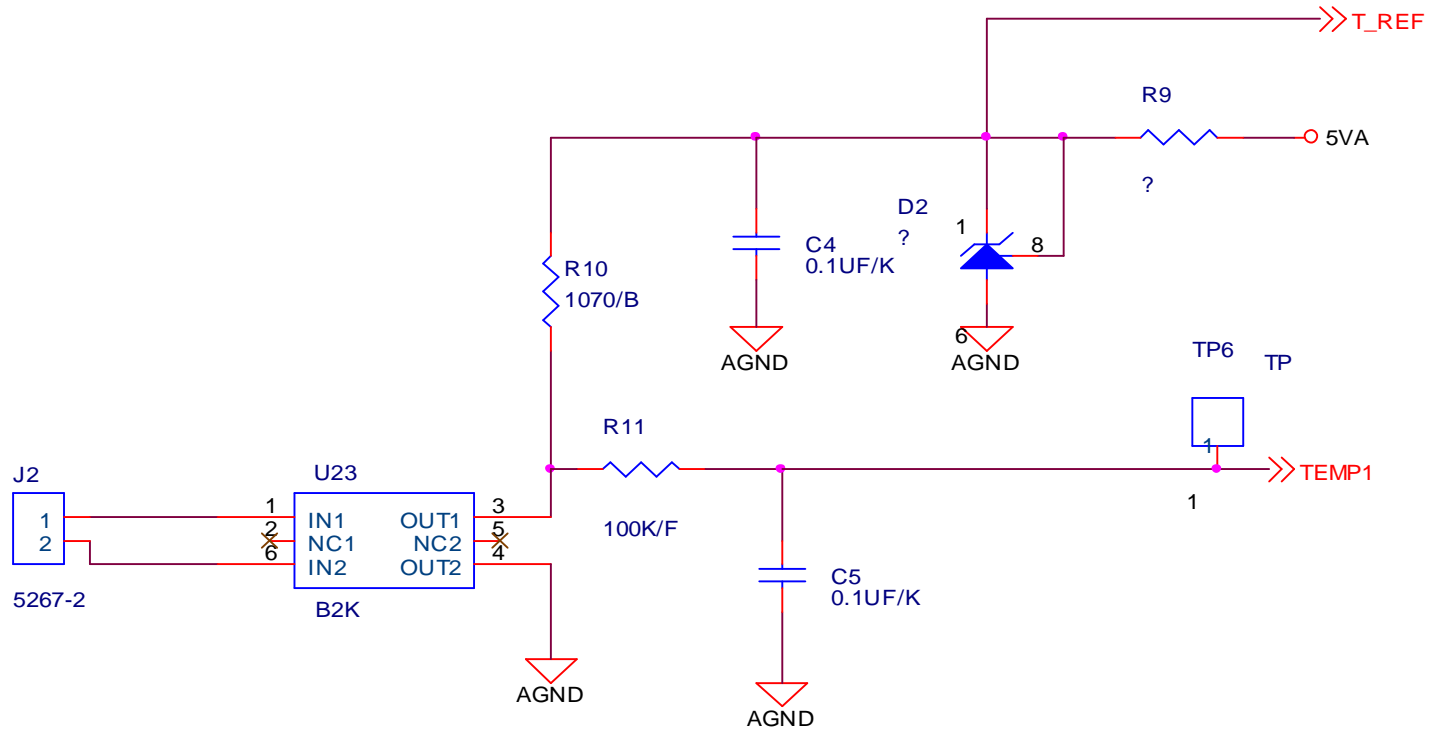 T_REF
R9
5VA
?
D2
?
1
8
C4
0.1UF/K
R10
1070/B
6
AGND
AGND
TP6
TP
1
R11
J2
U23
TEMP1
1
1
2
1
2
6
IN1
NC1
IN2
OUT1
NC2
OUT2
3
5
4
100K/F
5267-2
B2K
C5
0.1UF/K
AGND
AGND